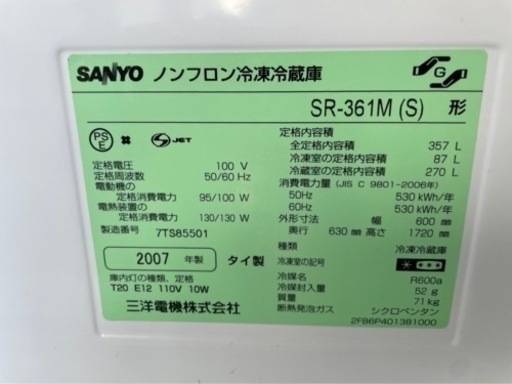 SANYO ノンフロン冷凍冷蔵庫
G
SR-361M (S) 形
PS E JET
定格電圧 100 V
定格周波数 50/60 Hz
電動機の
定格消費電力 95/100 W
電熱装置の
定格消費電力 130/130 W
製造番号 7TS85501
2007 年製 タイ製
庫内灯の種類、定格
T20 E12 110V 10W
三洋電機株式会社
定格内容積
全定格内容積 357 L
冷凍室の定格内容積 87 L
冷蔵室の定格内容積 270 L
消費電力量 (JIS C 9801-2006年)
50Hz 530 kWh/年
60Hz 530 kWh/年
外形寸法 幅 600 mm
奥行 630 mm 高さ 1720 mm
種類 冷凍冷蔵庫
冷凍室の記号
冷媒名 R600a
冷媒封入量 52 g
質量 71 kg
断熱発泡ガス シクロペンタン
2FB6P401381000